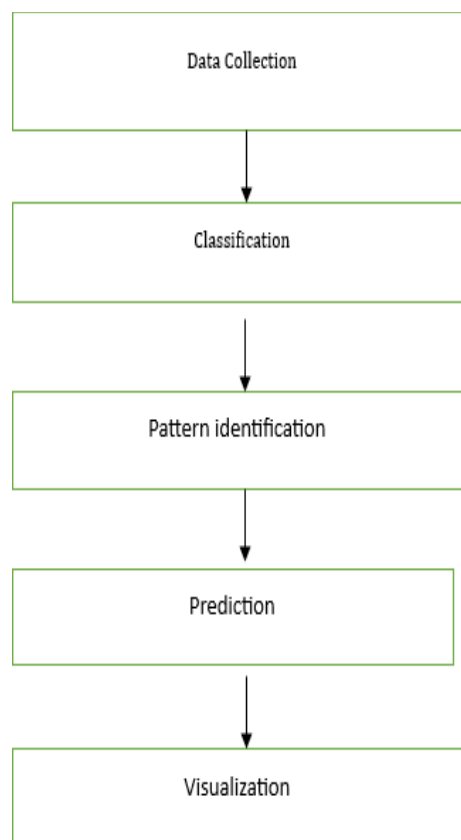 Data Collection
Classification
Pattern identification
Prediction
Visualization